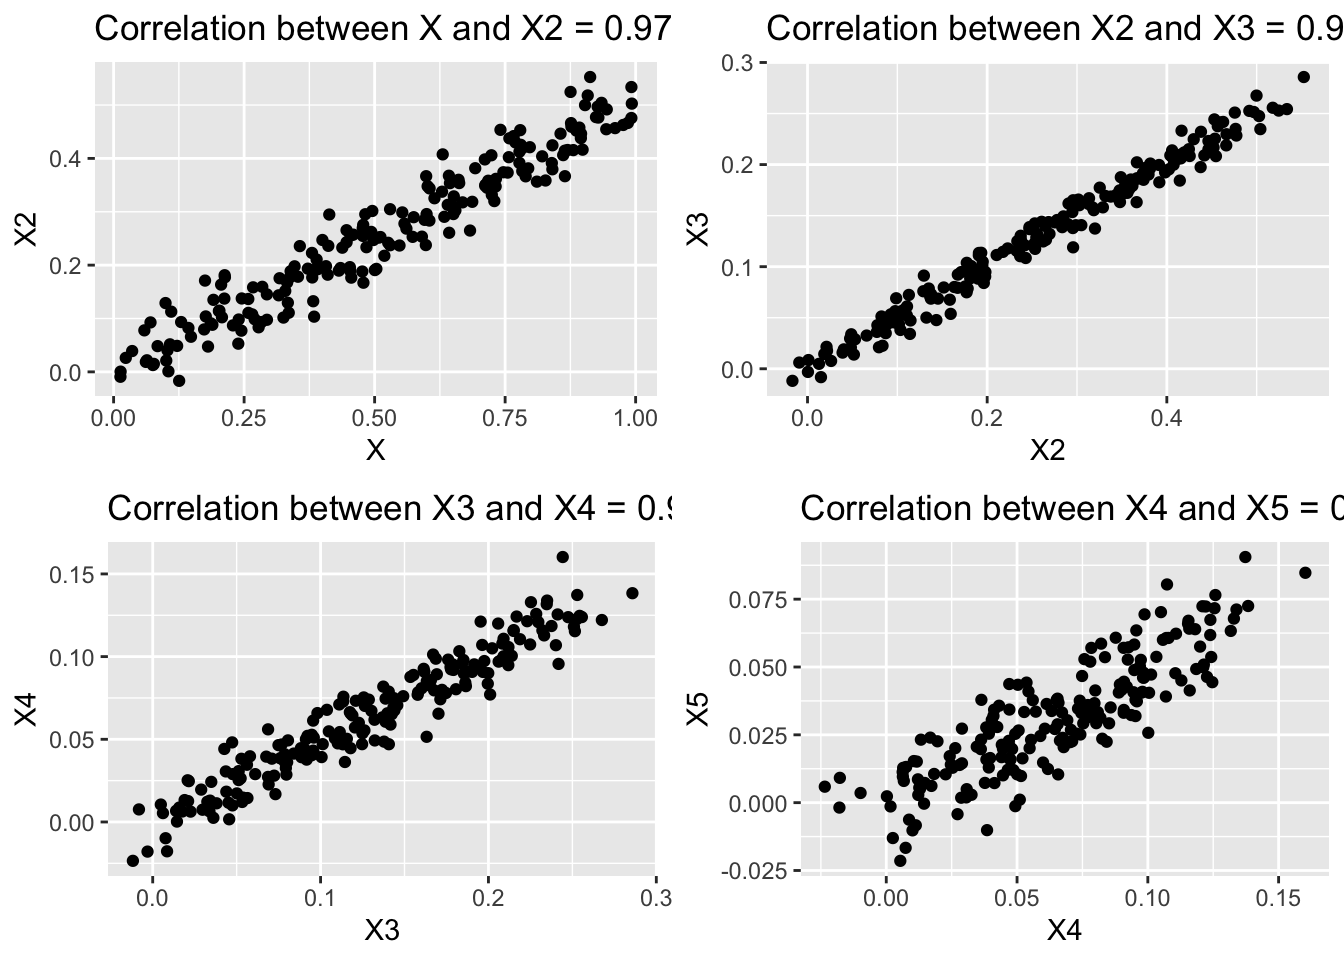 Correlation between X and X2 = 0.97
0.4
0.2
0.0
X2
0.00 0.25 0.50 0.75 1.00
X
Correlation between X2 and X3 = 0.9
0.3
0.2
0.1
0.0
X3
0.0 0.2 0.4
X2
Correlation between X3 and X4 = 0.
0.15
0.10
0.05
0.00
X4
0.0 0.1 0.2 0.3
X3
Correlation between X4 and X5 = 0
0.075
0.050
0.025
0.000
-0.025
X5
0.00 0.05 0.10 0.15
X4